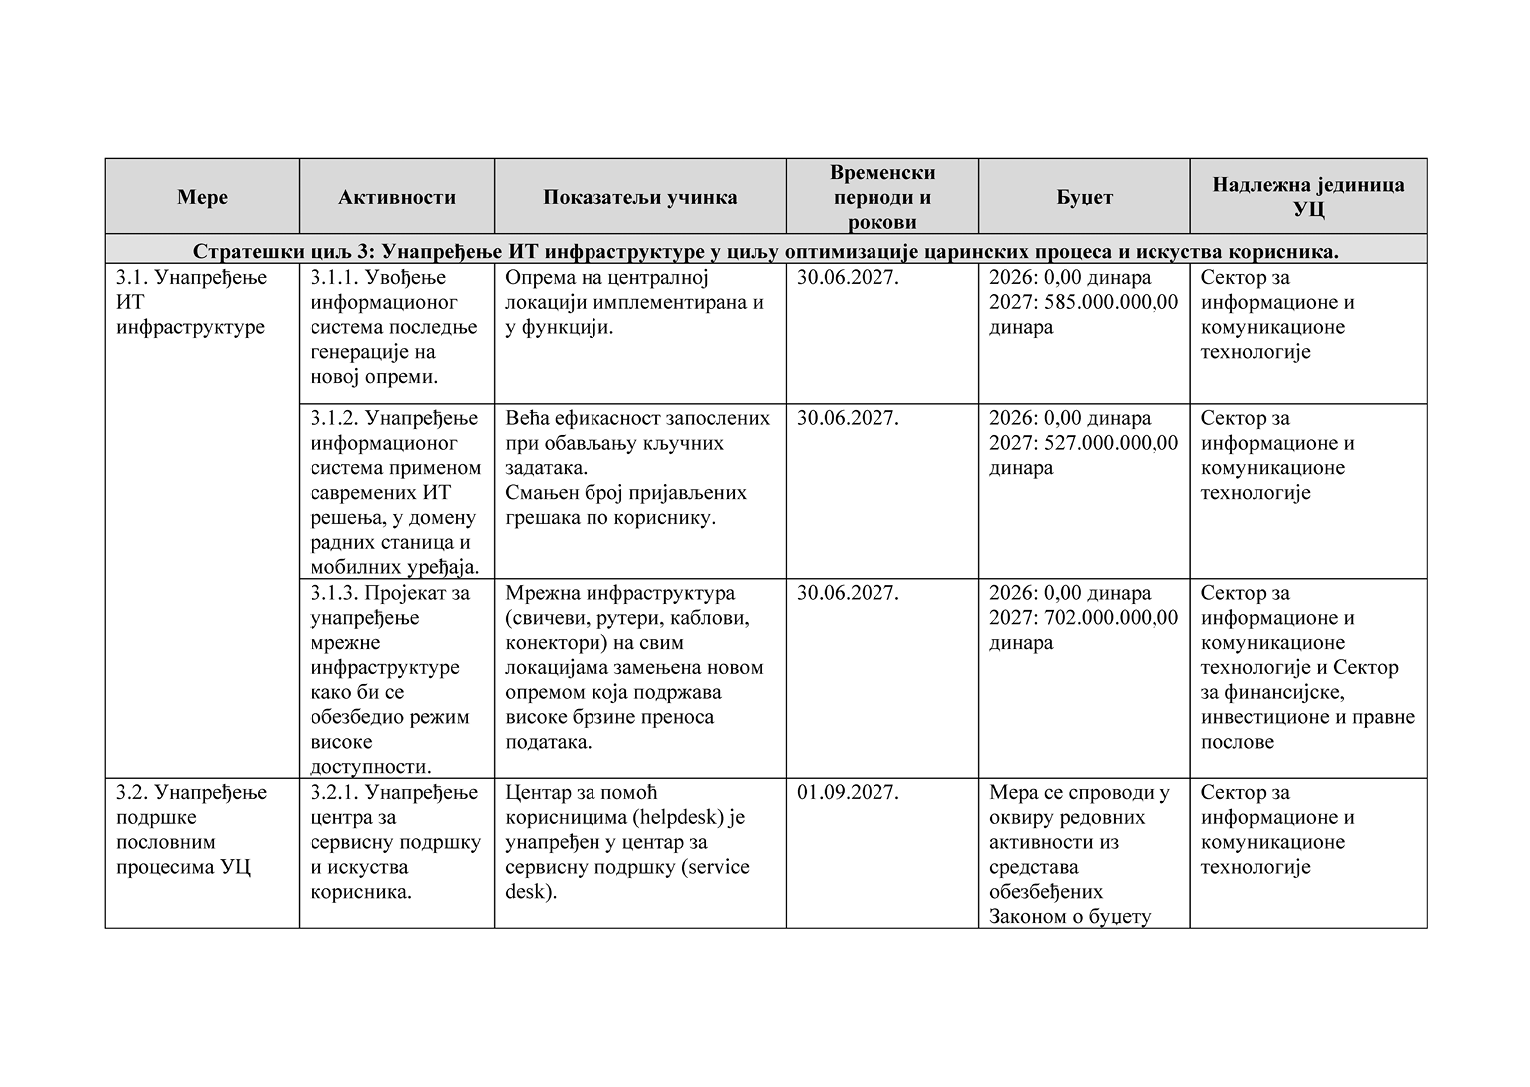 Мере
Активности
Показатељи учинка
Временски
периоди и
рокови
Буџет
Надлежна јединица
УЦ
Стратешки циљ 3: Унапређење ИТ инфраструктуре у циљу оптимизације царинских процеса и искуства корисника.
3.1. Унапређење
ИТ
инфраструктуре
3.1.1. Увођење
информационог
система последње
генерације на
новој опреми.
Опрема на централној
локацији имплементирана и
у функцији.
30.06.2027.
2026: 0,00 динара
2027: 585.000.000,00
динара
Сектор за
информационе и
комуникационе
технологије
3.1.2. Унапређење
информационог
система применом
савремених ИТ
решења, у домену
радних станица и
мобилних уређаја.
Већа ефикасност запослених
при обављању кључних
задатака.
Смањен број пријављених
грешака по кориснику.
30.06.2027.
2026: 0,00 динара
2027: 527.000.000,00
динара
Сектор за
информационе и
комуникационе
технологије
3.1.3. Пројекат за
унапређење
мрежне
инфраструктуре
како би се
обезбедио режим
високе
доступности.
Мрежна инфраструктура
(свичеви, рутери, каблови,
конектори) на свим
локацијама замењена новом
опремом која подржава
високе брзине преноса
података.
30.06.2027.
2026: 0,00 динара
2027: 702.000.000,00
динара
Сектор за
информационе и
комуникационе
технологије и Сектор
за финансијске,
инвестиционе и правне
послове
3.2. Унапређење
подршке
пословним
процесима УЦ
3.2.1. Унапређење
центра за
сервисну подршку
и искуства
корисника.
Центар за помоћ
корисницима (helpdesk) је
унапређен у центар за
сервисну подршку (service
desk).
01.09.2027.
Мера се спроводи у
оквиру редовних
активности из
средстава
обезбеђених
Законом о буџету
Сектор за
информационе и
комуникационе
технологије